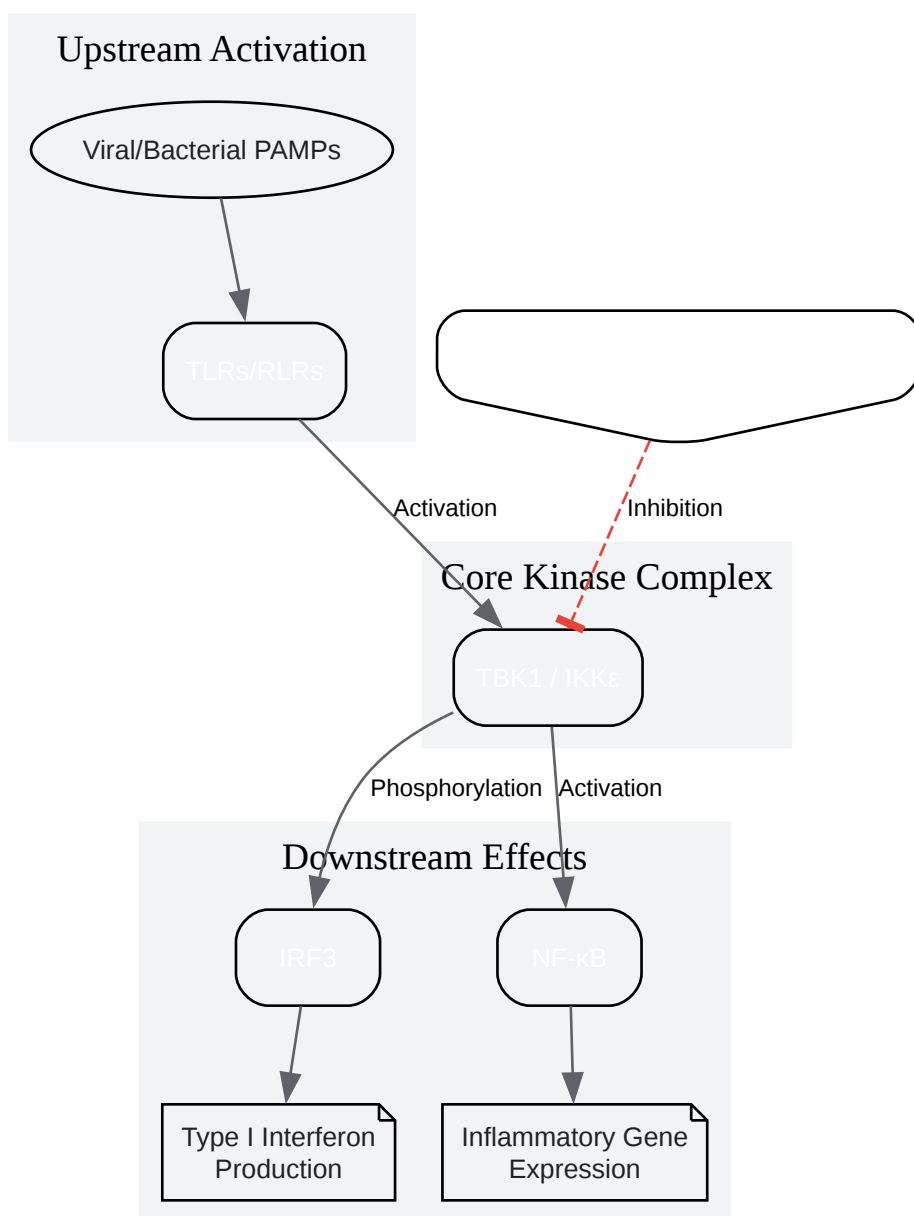 Upstream Activation
Viral/Bacterial PAMPs
TLRs/RLRs
Activation
Inhibition
Core Kinase Complex
TBK1 / IKKε
Phosphorylation
Activation
Downstream Effects
IRF3
NF-κB
Type I Interferon
Production
Inflammatory Gene
Expression